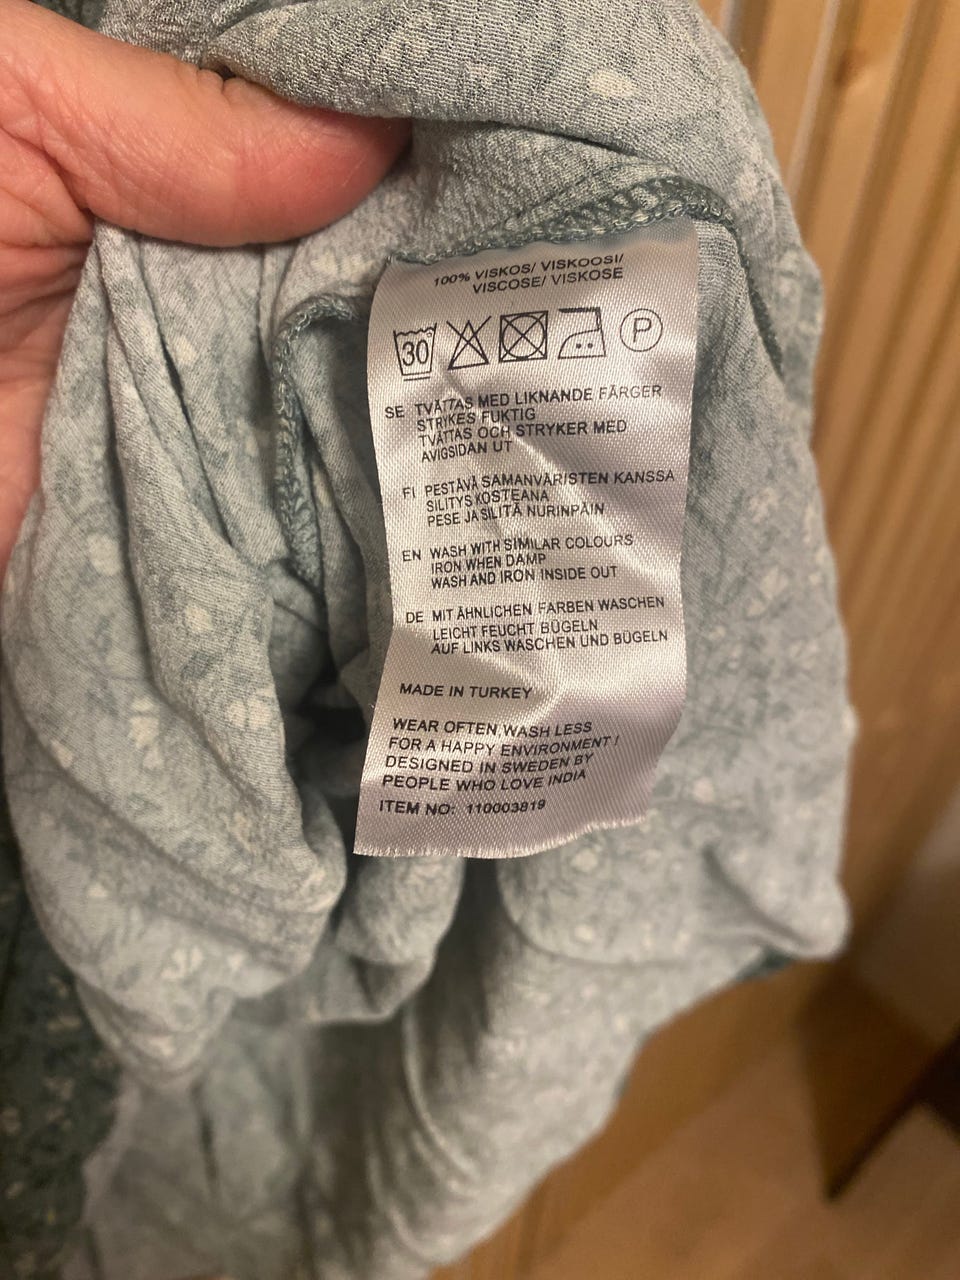 100% VISKOS/ VISKOOSI/
VISCOSE/ VISKOSE
30 P
SE TVÄTTAS MED LIKNANDE FÄRGER
STRYKES FUKTIG
TVÄTTAS OCH STRYKER MED
AVIGSIDAN UT
FI PESTÄVÄ SAMANVÄRISTEN KANSSA
SILITYS KOSTEANA
PESE JA SILITÄ NURINPÄIN
EN WASH WITH SIMILAR COLOURS
IRON WHEN DAMP
WASH AND IRON INSIDE OUT
DE MIT ÄHNLICHEN FARBEN WASCHEN
LEICHT FEUCHT BÜGELN
AUF LINKS WASCHEN UND BÜGELN
MADE IN TURKEY
WEAR OFTEN, WASH LESS
FOR A HAPPY ENVIRONMENT!
DESIGNED IN SWEDEN BY
PEOPLE WHO LOVE INDIA
ITEM NO: 110003819